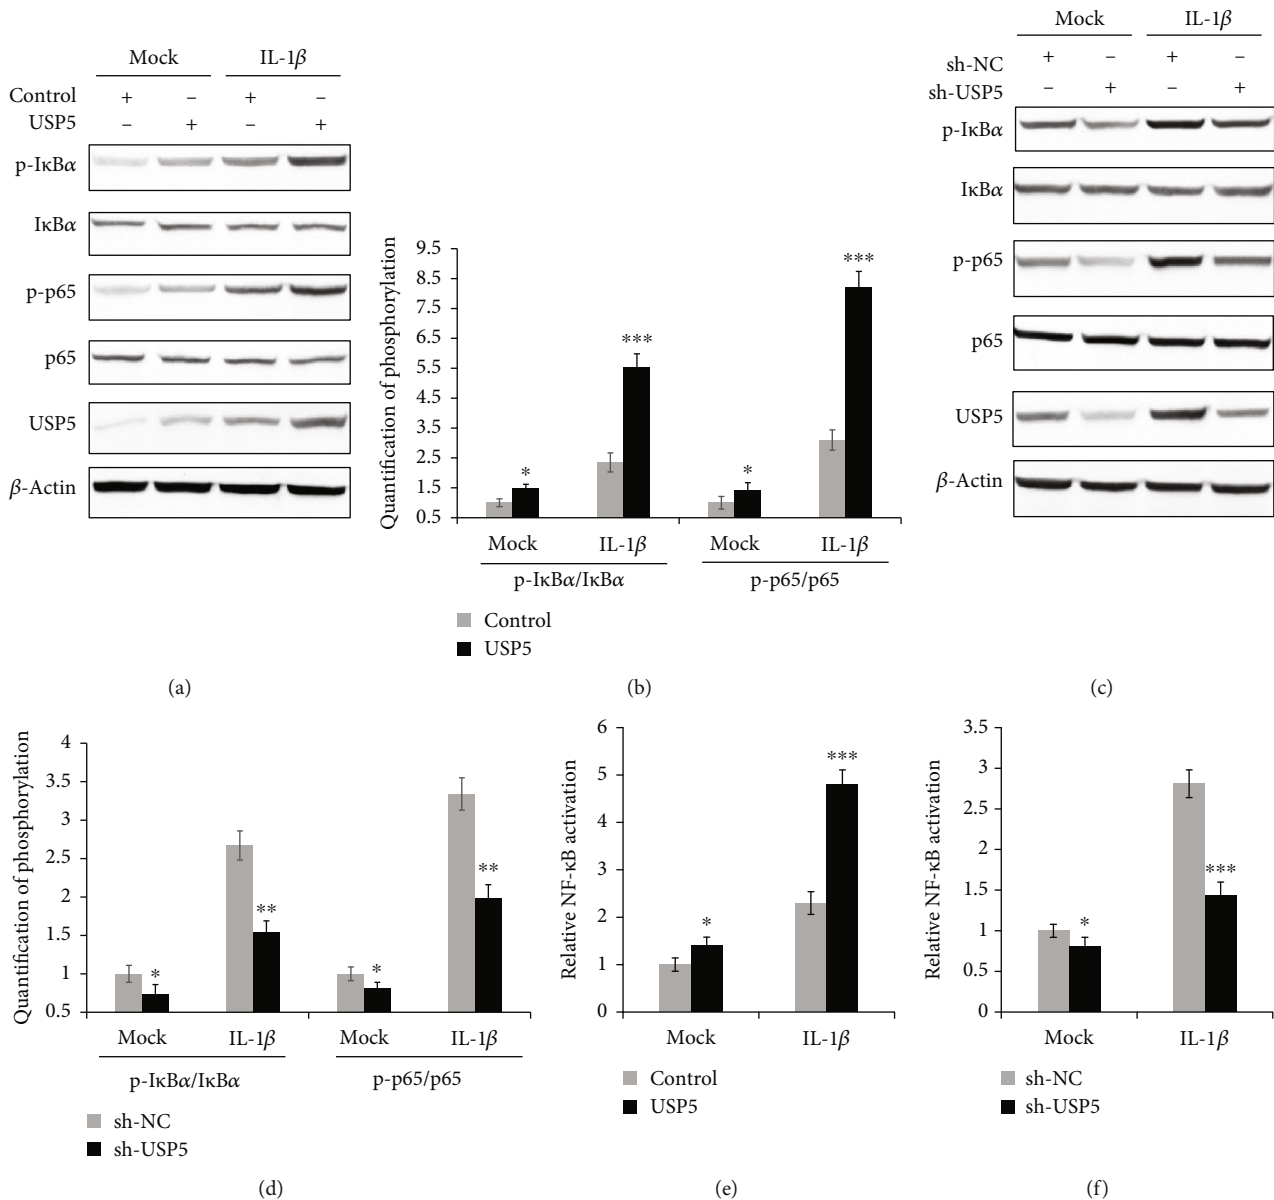 Mock IL-1β
Control + – + –
USP5 – + – +
p-IκBα
IκBα
p-p65
p65
USP5
β-Actin
(a)
Quantification of phosphorylation
9.5
8.5
7.5
6.5
5.5
4.5
3.5
2.5
1.5
0.5
* *** * ***
Mock IL-1β Mock IL-1β
p-IκBα/IκBα p-p65/p65
Control
USP5
(b)
Mock IL-1β
sh-NC + – + –
sh-USP5 – + – +
p-IκBα
IκBα
p-p65
p65
USP5
β-Actin
(c)
Quantification of phosphorylation
4
3.5
3
2.5
2
1.5
1
0.5
* ** * **
Mock IL-1β Mock IL-1β
p-IκBα/IκBα p-p65/p65
sh-NC
sh-USP5
(d)
Relative NF-κB activation
6
5
4
3
2
1
0
* ***
Mock IL-1β
Control
USP5
(e)
Relative NF-κB activation
3.5
3
2.5
2
1.5
1
0.5
0
* ***
Mock IL-1β
sh-NC
sh-USP5
(f)